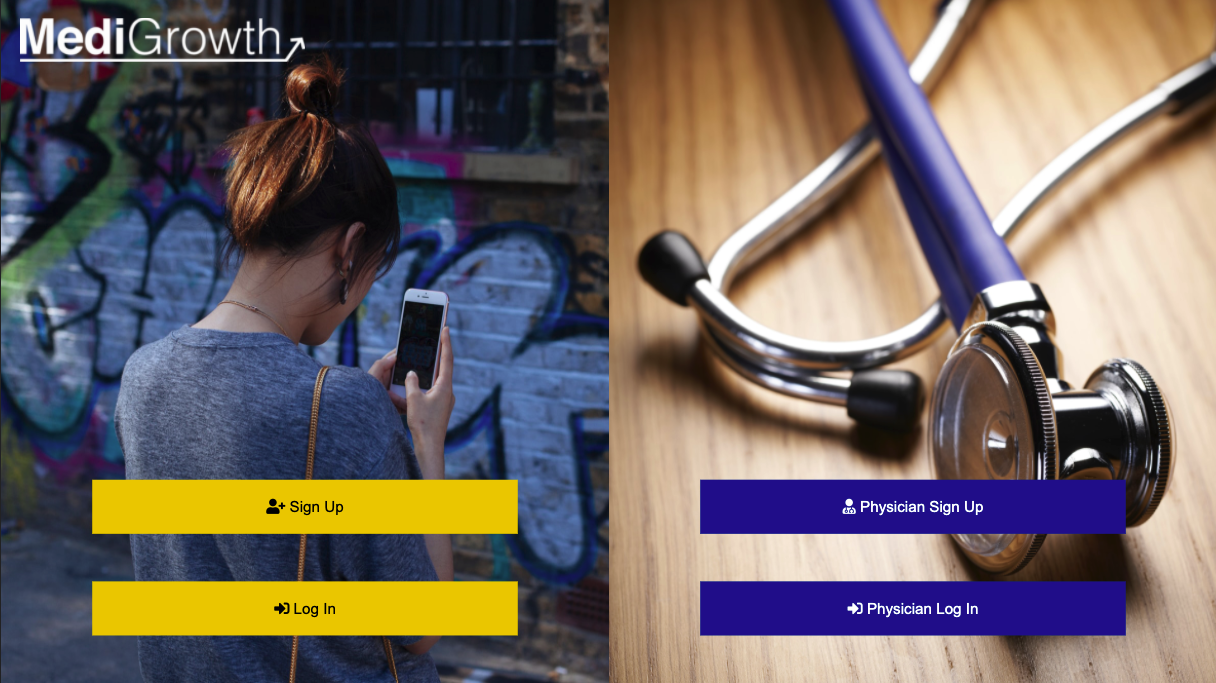 MediGrowth
Sign Up
Physician Sign Up
Log In
Physician Log In